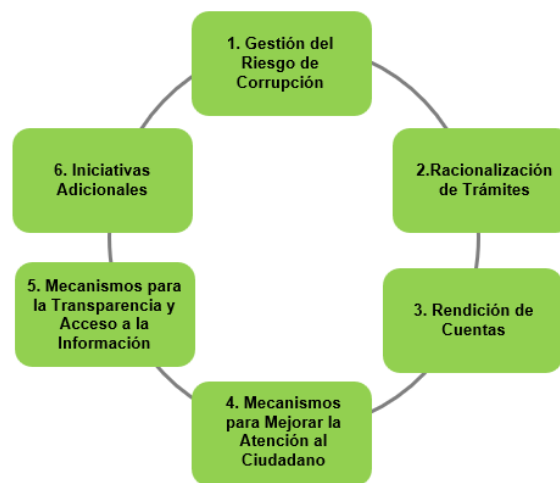 1. Gestión del
Riesgo de
Corrupción
2.Racionalización
de Trámites
3. Rendición de
Cuentas
4. Mecanismos
para Mejorar la
Atención al
Ciudadano
5. Mecanismos para
la Transparencia y
Acceso a la
Información
6. Iniciativas
Adicionales